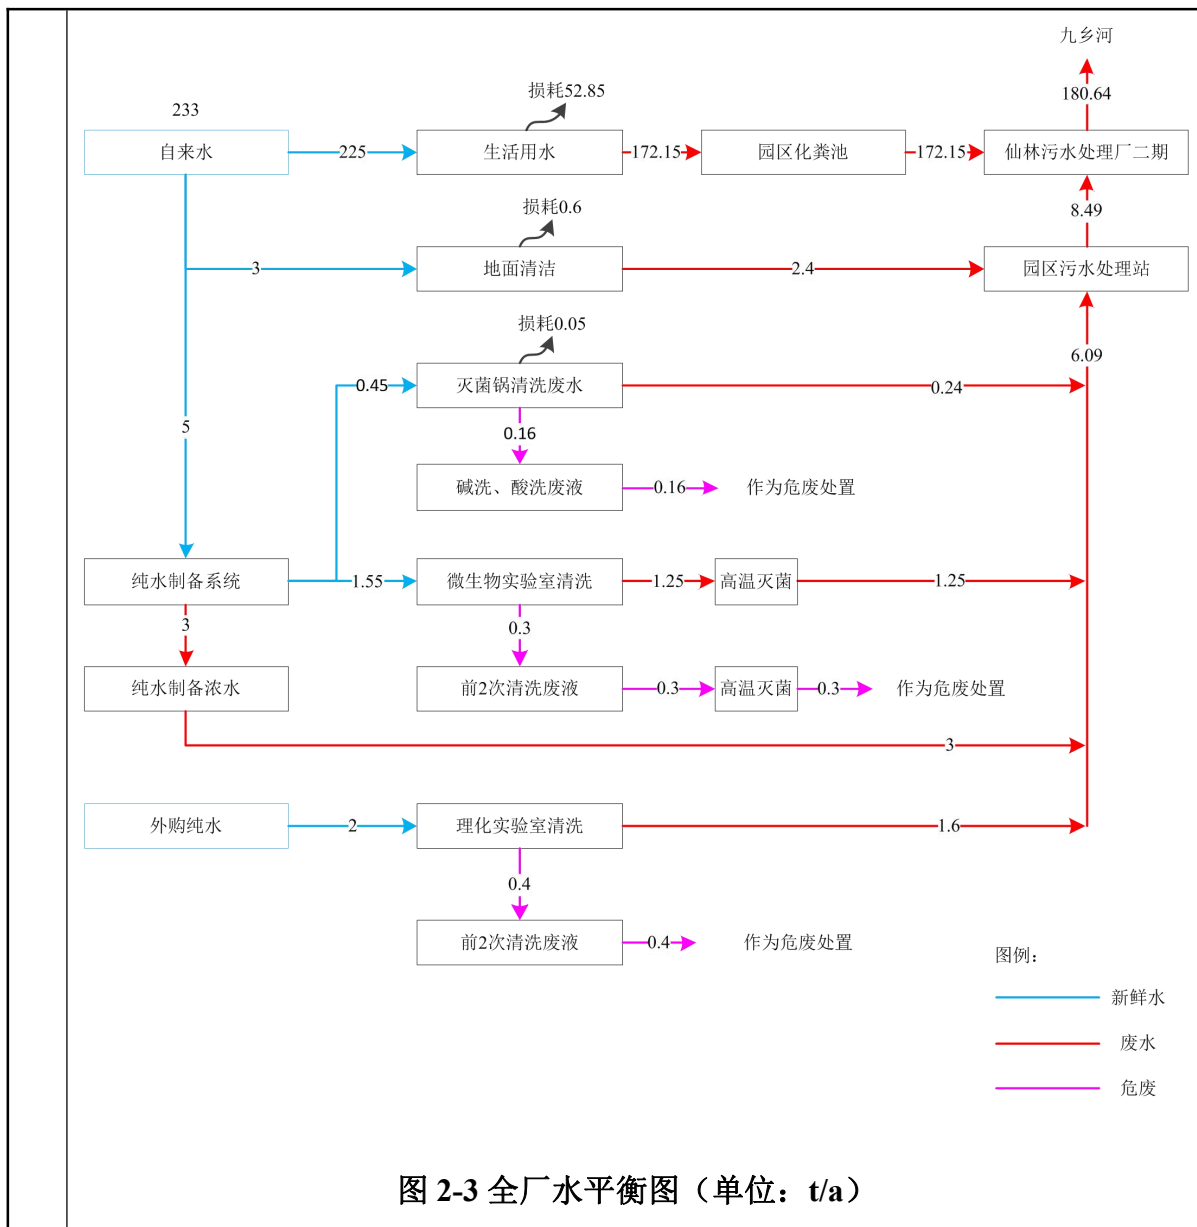 九乡河
180.64
损耗52.85
233
自来水
225
生活用水
172.15
园区化粪池
172.15
仙林污水处理厂二期
8.49
损耗0.6
3
地面清洁
2.4
园区污水处理站
损耗0.05
6.09
0.45
灭菌锅清洗废水
0.24
5
0.16
碱洗、酸洗废液
0.16
作为危废处置
纯水制备系统
1.55
微生物实验室清洗
1.25
高温灭菌
1.25
3
0.3
纯水制备浓水
前2次清洗废液
0.3
高温灭菌
0.3
作为危废处置
3
外购纯水
2
理化实验室清洗
1.6
0.4
前2次清洗废液
0.4
作为危废处置
图例：
新鲜水
废水
危废
图 2-3 全厂水平衡图（单位：t/a）